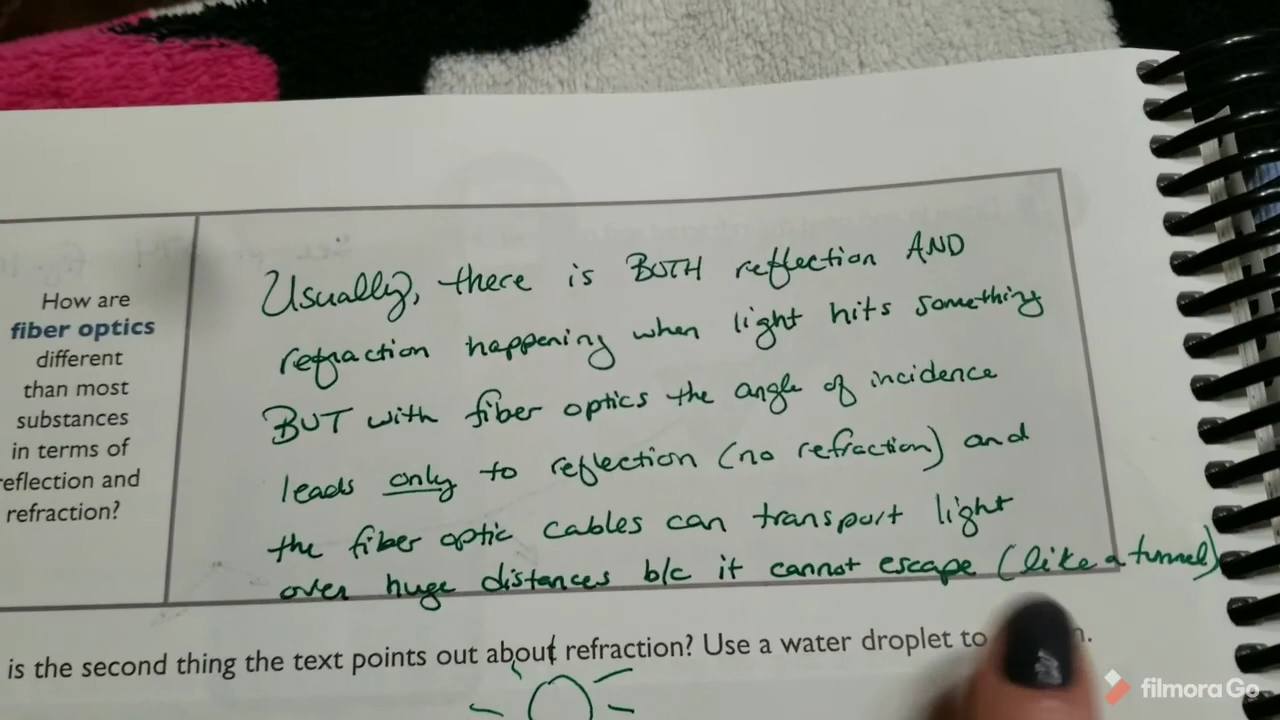 How are
fiber optics
different
than most
substances
in terms of
eflection and
refraction?
Usually, there is BOTH reflection AND
refraction happening when light hits something
BUT with fiber optics the angle of incidence
leads only to reflection (no refraction) and
the fiber optic cables can transport light
over huge distances b/c it cannot escape (like a tunnel)
is the second thing the text points out about refraction? Use a water droplet to
filmoraGo